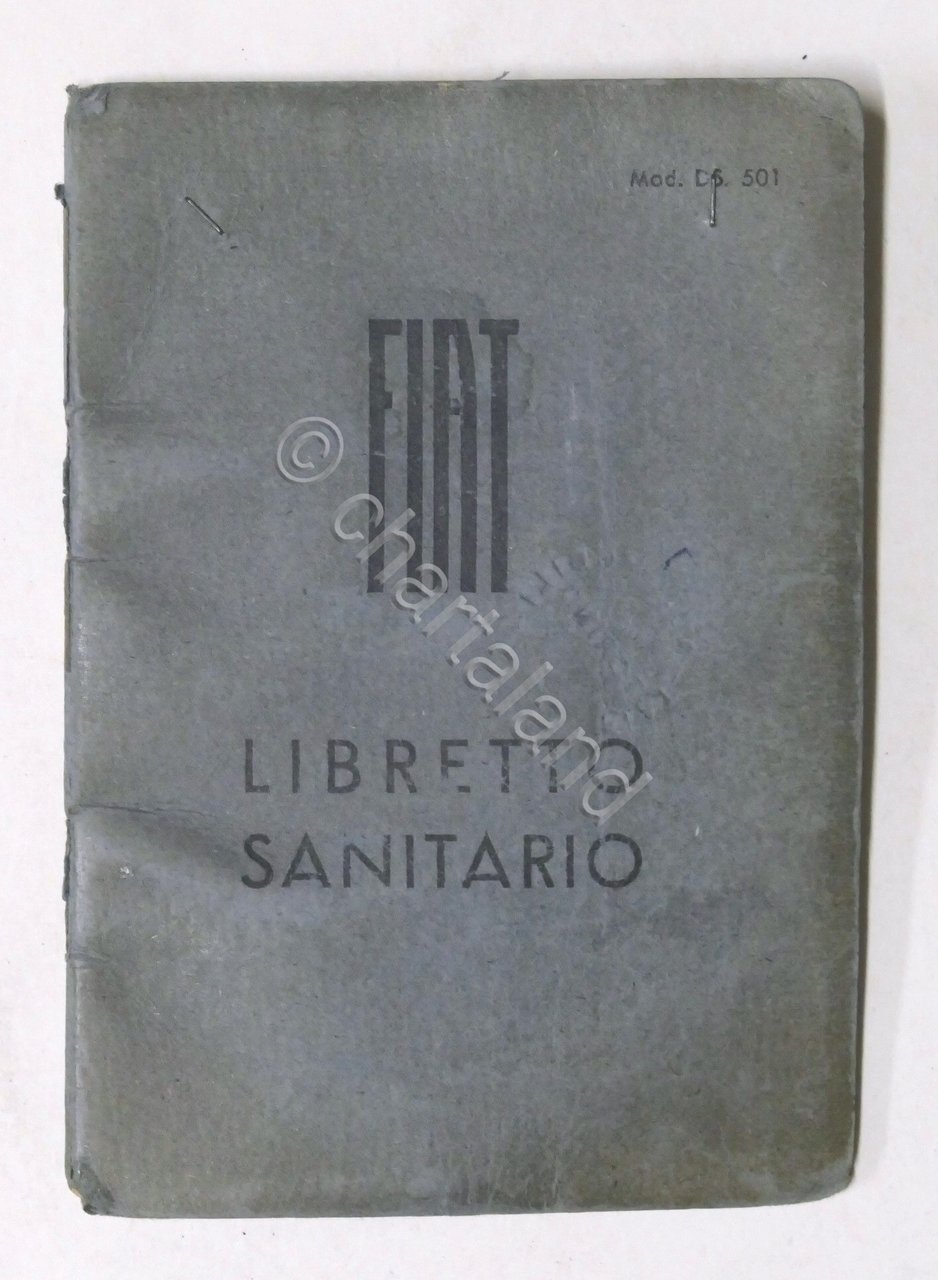 Mod. DS. 501
FIAT
© chartaland
LIBRETTO
SANITARIO